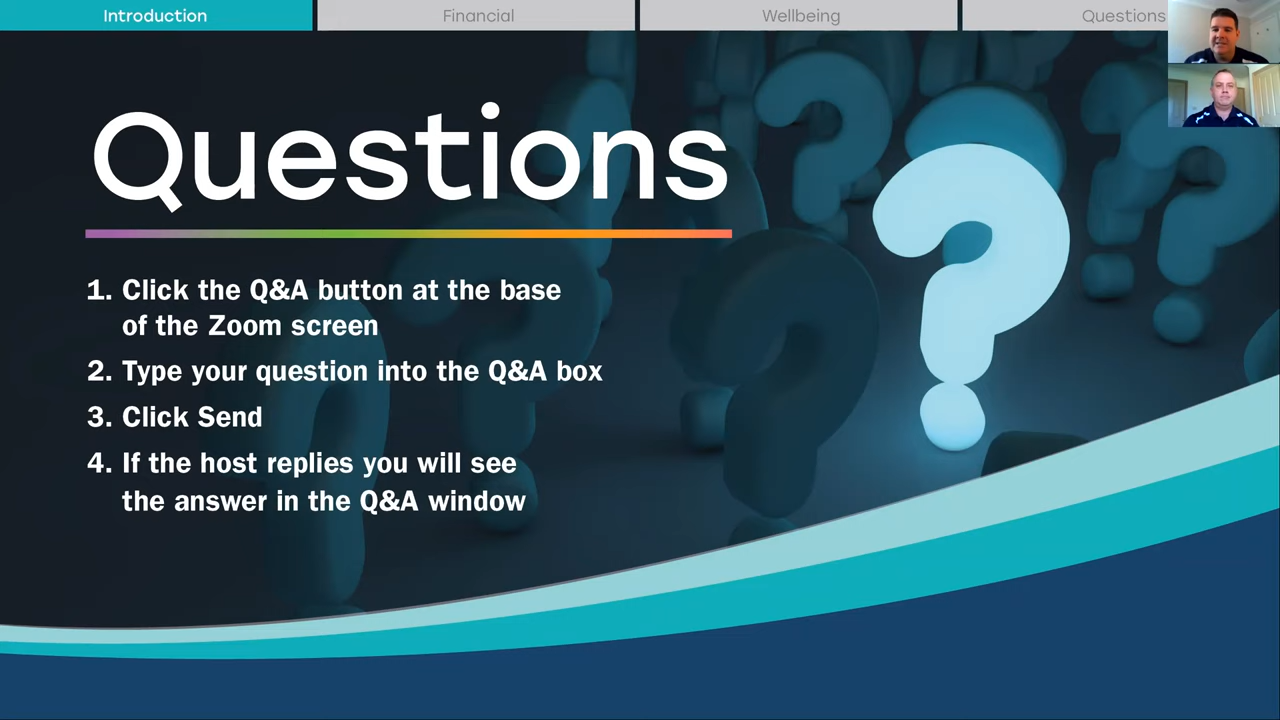 Introduction
Financial
Wellbeing
Questions
Questions
1. Click the Q&A button at the base
of the Zoom screen
2. Type your question into the Q&A box
3. Click Send
4. If the host replies you will see
the answer in the Q&A window